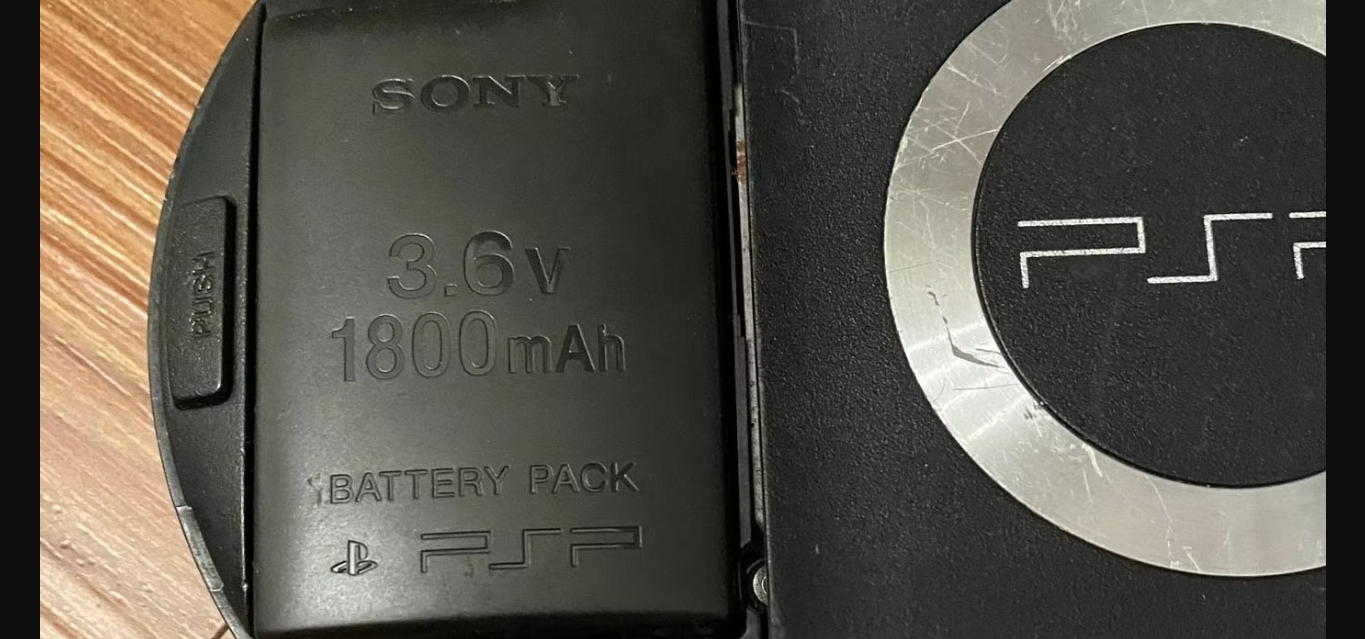 SONY
3.6V
1800mAh
BATTERY PACK
PSP
PUSH
PSP